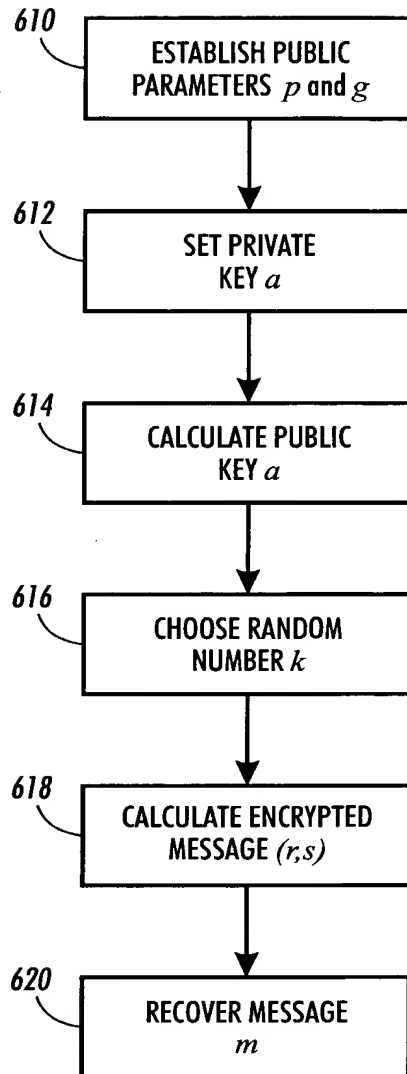 610
ESTABLISH PUBLIC
PARAMETERS p and g
612
SET PRIVATE
KEY a
614
CALCULATE PUBLIC
KEY a
616
CHOOSE RANDOM
NUMBER k
618
CALCULATE ENCRYPTED
MESSAGE (r,s)
620
RECOVER MESSAGE
m